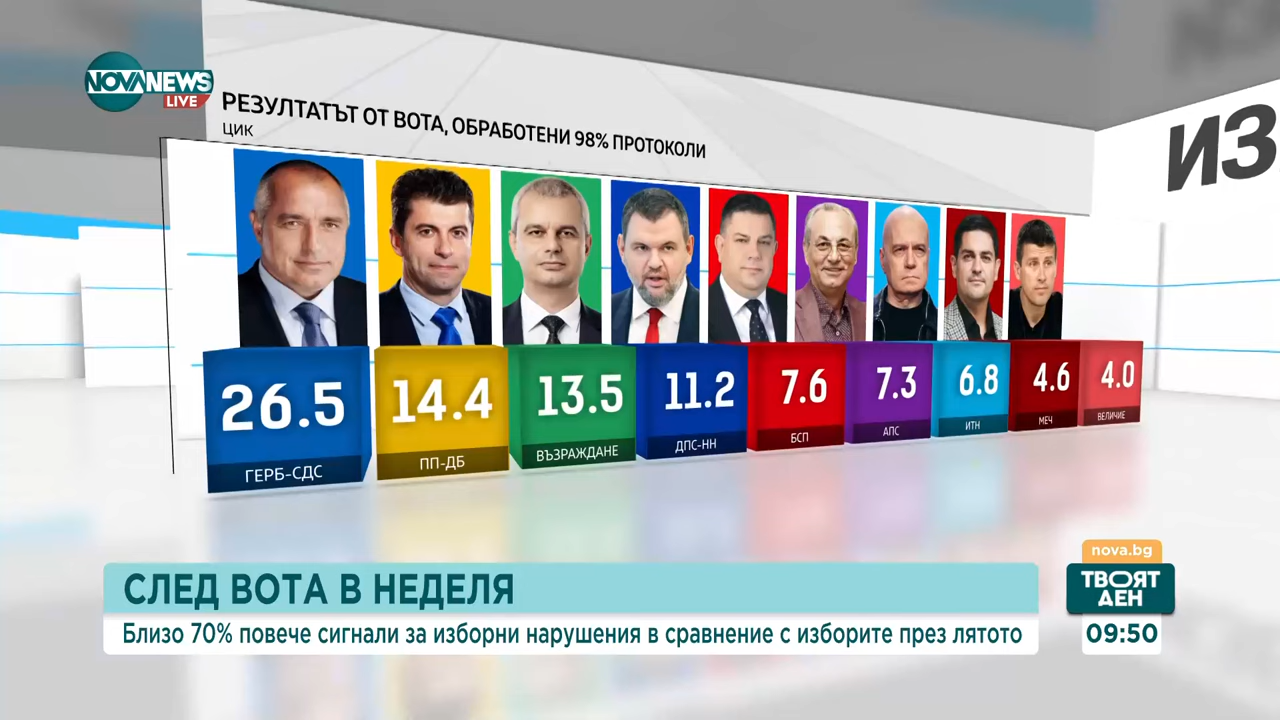 NOVANEWS
LIVE
РЕЗУЛТАТЪТ ОТ ВОТА, ОБРАБОТЕНИ 98% ПРОТОКОЛИ
ЦИК
ИЗ
26.5
ГЕРБ-СДС
14.4
ПП-ДБ
13.5
ВЪЗРАЖДАНЕ
11.2
ДПС-НН
7.6
БСП
7.3
АПС
6.8
ИТН
4.6
МЕЧ
4.0
ВЕЛИЧИЕ
СЛЕД ВОТА В НЕДЕЛЯ
Близо 70% повече сигнали за изборни нарушения в сравнение с изборите през лятото
nova.bg
ТВОЯТ
ДЕН
09:50